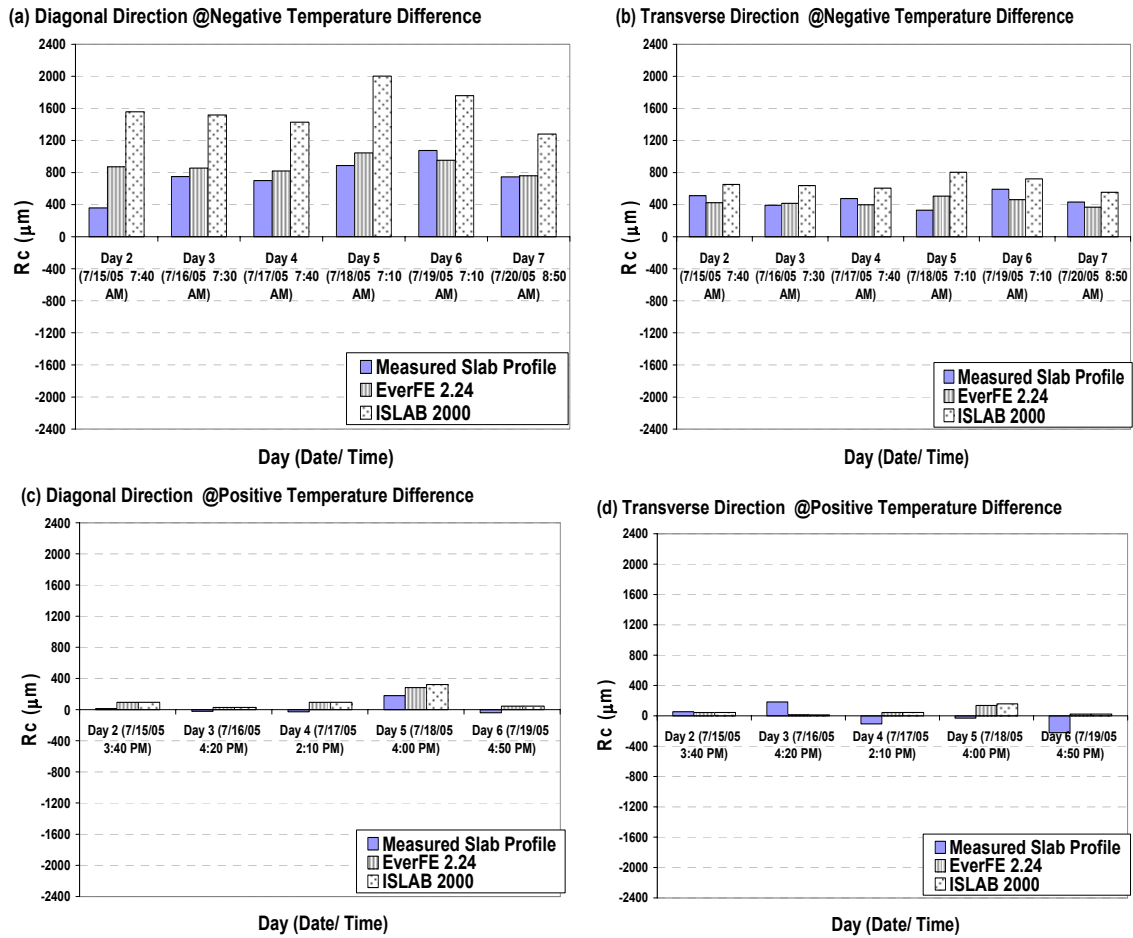 (a) Diagonal Direction @Negative Temperature Difference
2400
2000
1600
1200
800
400
0
-400
-800
-1200
-1600
-2000
-2400
Rc (μm)
Day 2 Day 3 Day 4 Day 5 Day 6 Day 7
(7/15/05 7:40 (7/16/05 7:30 (7/17/05 7:40 (7/18/05 7:10 (7/19/05 7:10 (7/20/05 8:50
AM) AM) AM) AM) AM) AM)
Measured Slab Profile
EverFE 2.24
ISLAB 2000
Day (Date/ Time)
(b) Transverse Direction @Negative Temperature Difference
2400
2000
1600
1200
800
400
0
-400
-800
-1200
-1600
-2000
-2400
Rc (μm)
Day 2 Day 3 Day 4 Day 5 Day 6 Day 7
(7/15/05 7:40 (7/16/05 7:30 (7/17/05 7:40 (7/18/05 7:10 (7/19/05 7:10 (7/20/05 8:50
AM) AM) AM) AM) AM) AM)
Measured Slab Profile
EverFE 2.24
ISLAB 2000
Day (Date/ Time)
(c) Diagonal Direction @Positive Temperature Difference
2400
2000
1600
1200
800
400
0
-400
-800
-1200
-1600
-2000
-2400
Rc (μm)
Day 2 (7/15/05 Day 3 (7/16/05 Day 4 (7/17/05 Day 5 (7/18/05 Day 6 (7/19/05
3:40 PM) 4:20 PM) 2:10 PM) 4:00 PM) 4:50 PM)
Measured Slab Profile
EverFE 2.24
ISLAB 2000
Day (Date/ Time)
(d) Transverse Direction @Positive Temperature Difference
2400
2000
1600
1200
800
400
0
-400
-800
-1200
-1600
-2000
-2400
Rc (μm)
Day 2 (7/15/05 Day 3 (7/16/05 Day 4 (7/17/05 Day 5 (7/18/05 Day 6 (7/19/05
3:40 PM) 4:20 PM) 2:10 PM) 4:00 PM) 4:50 PM)
Measured Slab Profile
EverFE 2.24
ISLAB 2000
Day (Date/ Time)